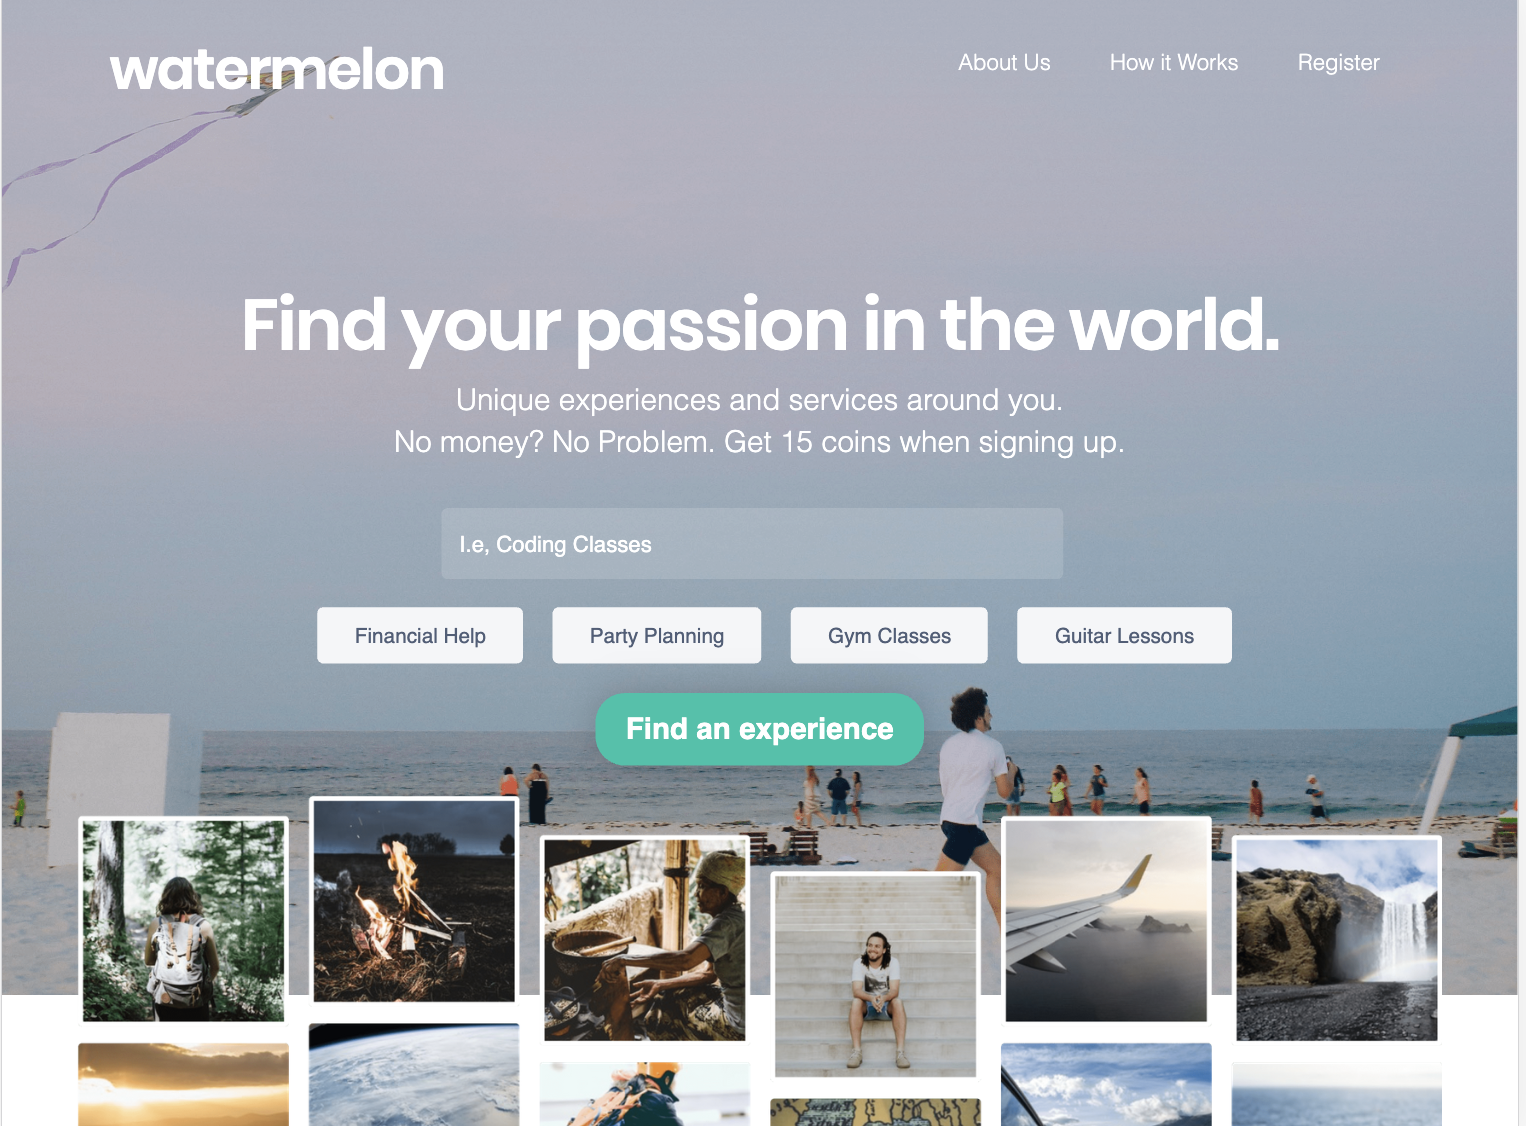 watermelon
About Us
How it Works
Register
Find your passion in the world.
Unique experiences and services around you.
No money? No Problem. Get 15 coins when signing up.
I.e, Coding Classes
Financial Help
Party Planning
Gym Classes
Guitar Lessons
Find an experience